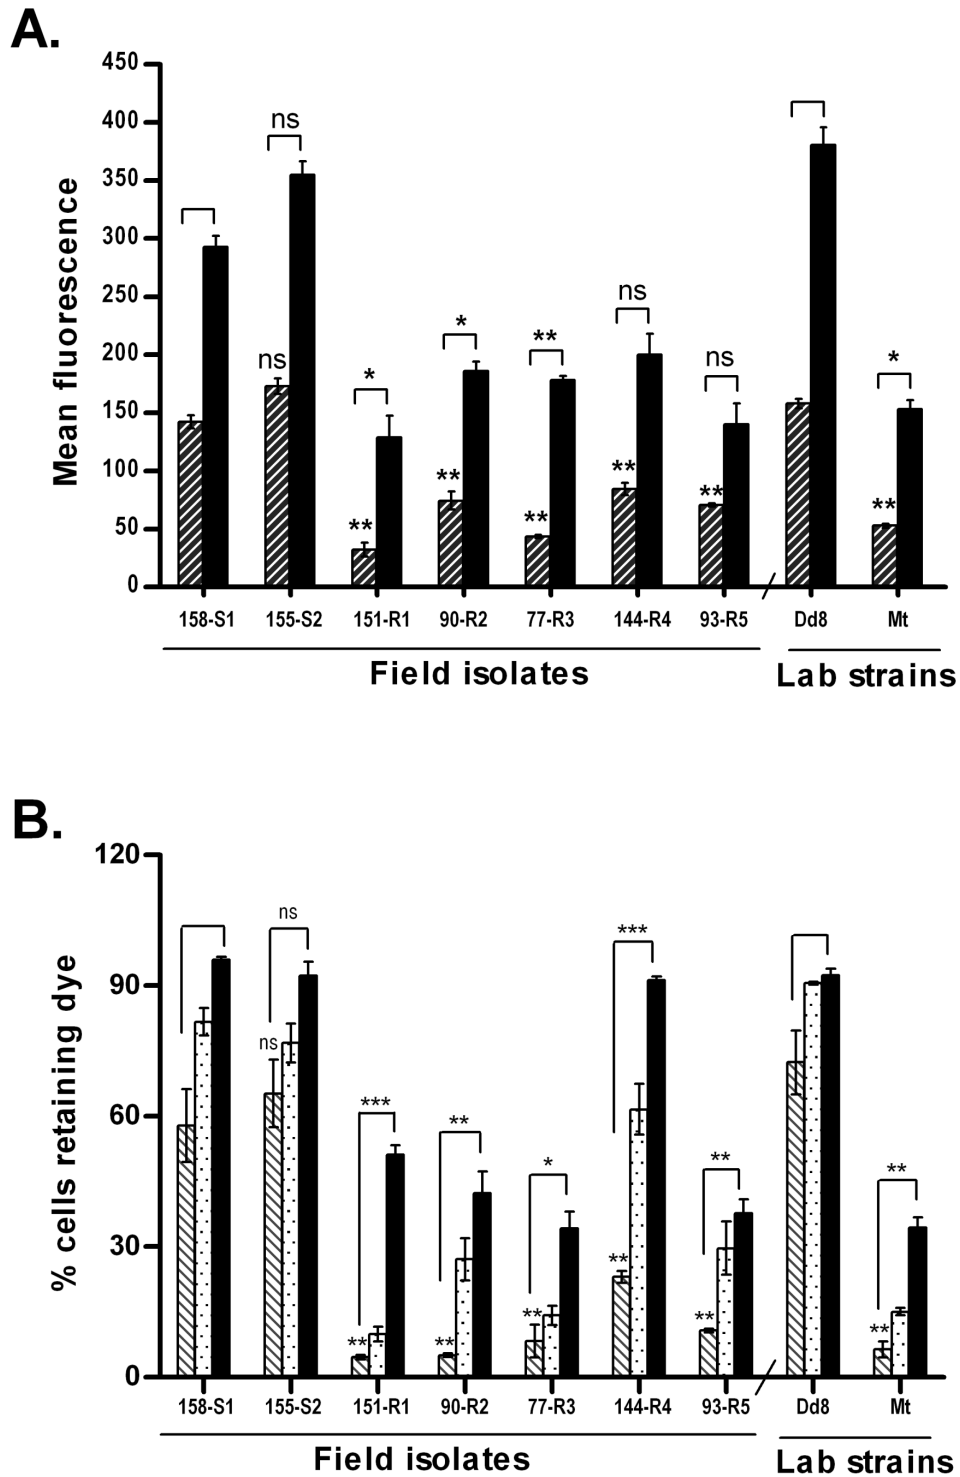 A.
450
400
350
300
250
200
150
100
50
0
Mean fluorescence
ns
ns
**
*
**
*
**
**
**
ns
**
ns
**
*
158-S1 155-S2 151-R1 90-R2 77-R3 144-R4 93-R5 Dd8 Mt
Field isolates Lab strains
B.
120
90
60
30
0
% cells retaining dye
ns
ns
**
***
**
**
**
*
**
***
**
**
**
**
158-S1 155-S2 151-R1 90-R2 77-R3 144-R4 93-R5 Dd8 Mt
Field isolates Lab strains